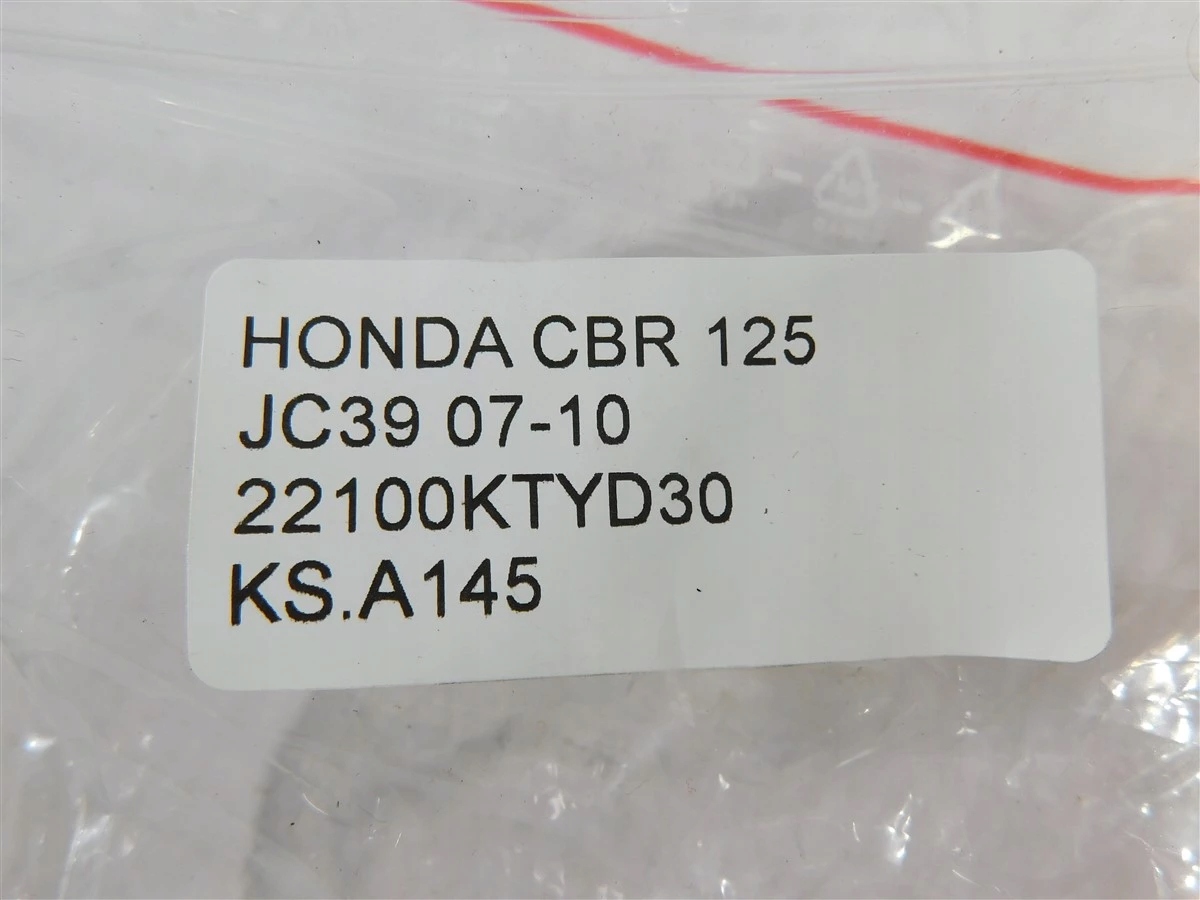 HONDA CBR 125
JC39 07-10
22100KTYD30
KS.A145